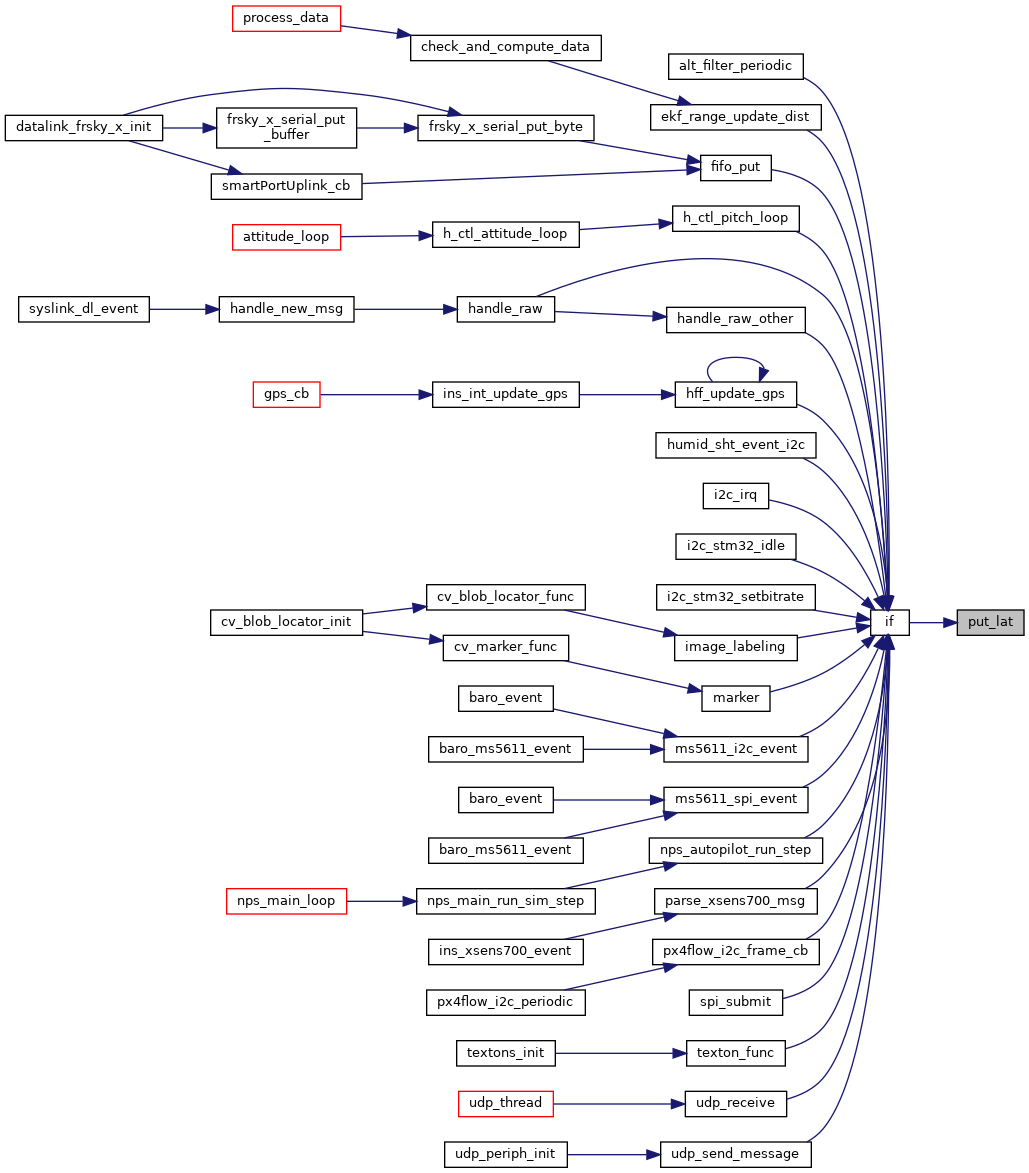 process_data
check_and_compute_data
alt_filter_periodic
datalink_frsky_x_init
frsky_x_serial_put
_buffer
frsky_x_serial_put_byte
ekf_range_update_dist
smartPortUplink_cb
fifo_put
attitude_loop
h_ctl_attitude_loop
h_ctl_pitch_loop
syslink_dl_event
handle_new_msg
handle_raw
handle_raw_other
gps_cb
ins_int_update_gps
hff_update_gps
humid_sht_event_i2c
i2c_irq
i2c_stm32_idle
cv_blob_locator_func
i2c_stm32_setbitrate
cv_blob_locator_init
if
put_lat
cv_marker_func
image_labeling
baro_event
marker
baro_ms5611_event
ms5611_i2c_event
baro_event
ms5611_spi_event
baro_ms5611_event
nps_autopilot_run_step
nps_main_loop
nps_main_run_sim_step
parse_xsens700_msg
ins_xsens700_event
px4flow_i2c_frame_cb
px4flow_i2c_periodic
spi_submit
textons_init
texton_func
udp_thread
udp_receive
udp_periph_init
udp_send_message